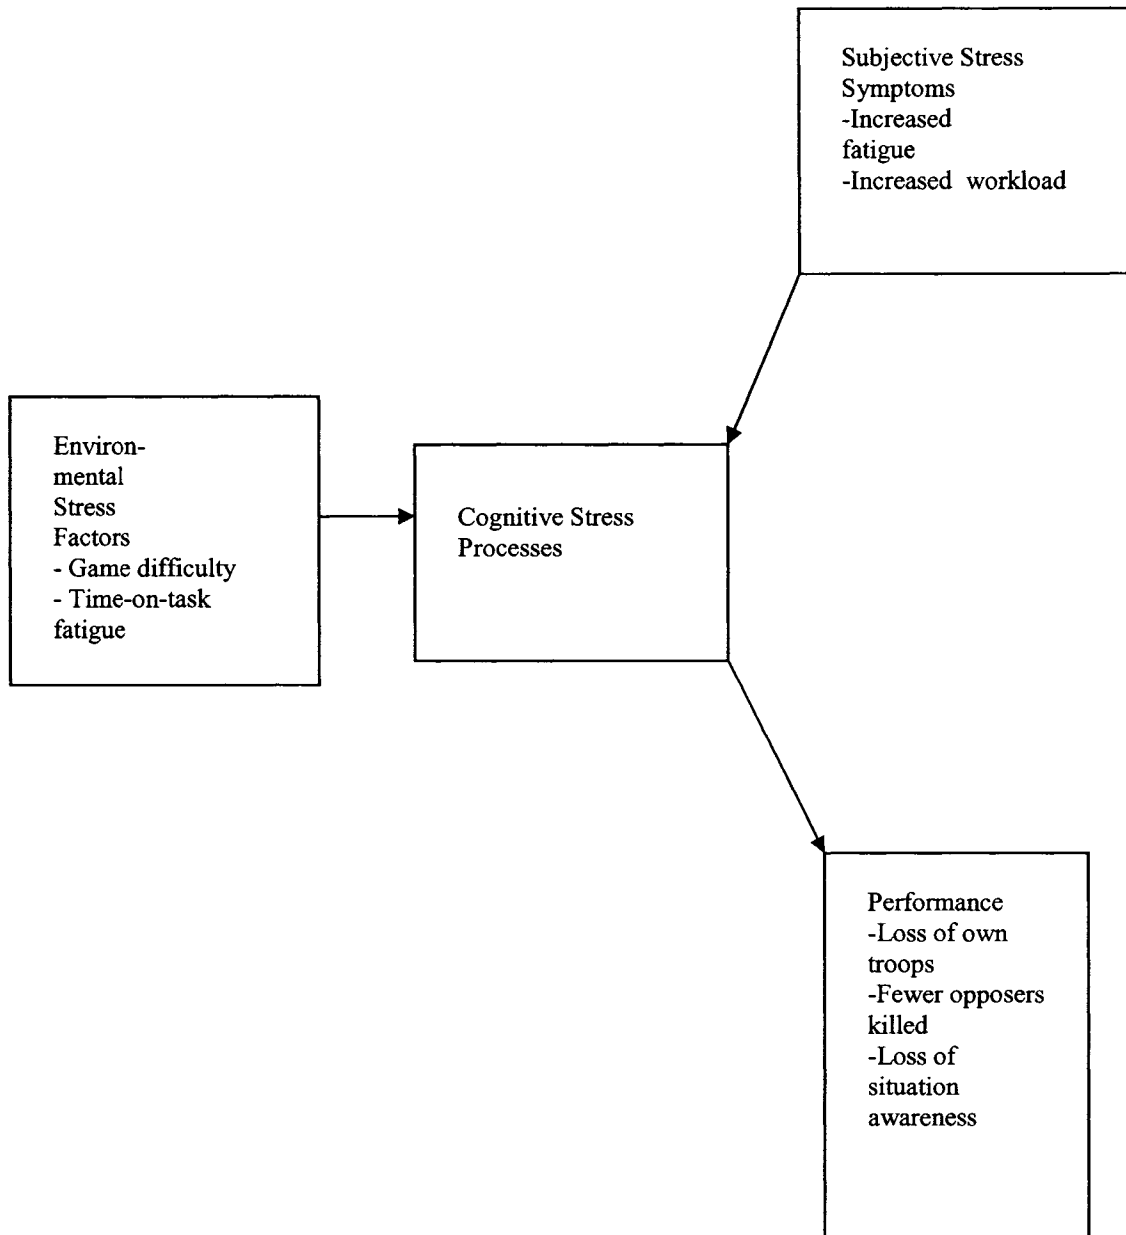 Subjective Stress
Symptoms
-Increased
fatigue
-Increased workload
Environ-
mental
Stress
Factors
- Game difficulty
- Time-on-task
fatigue
Cognitive Stress
Processes
Performance
-Loss of own
troops
-Fewer opposers
killed
-Loss of
situation
awareness